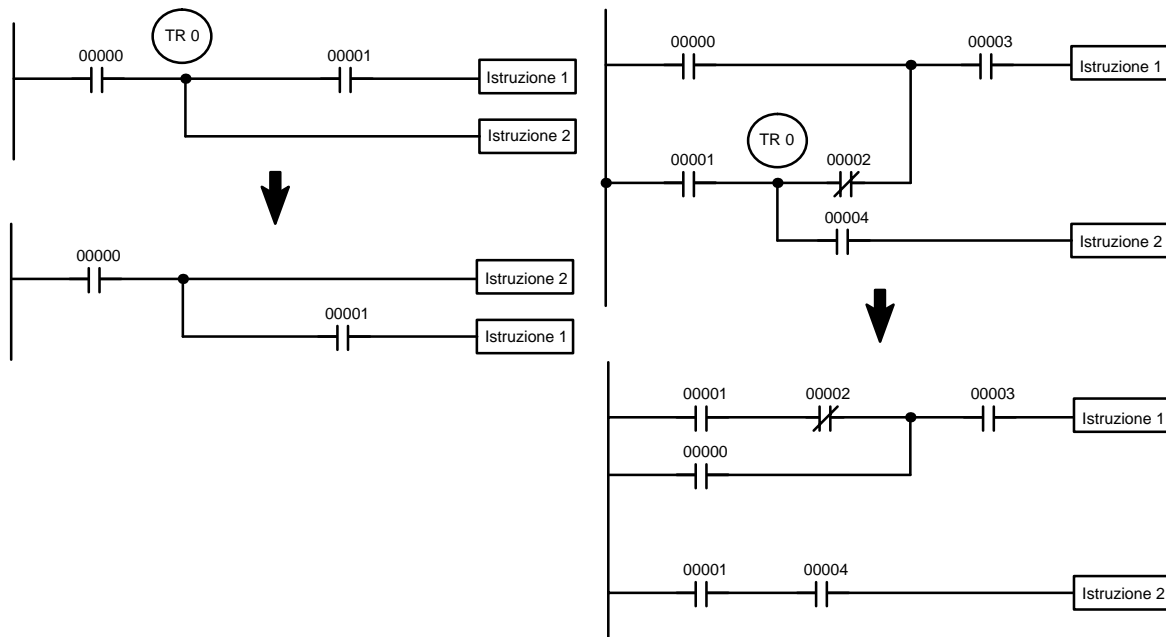 TR 0
00000
00001
Istruzione 1
Istruzione 2
00000
Istruzione 2
00001
Istruzione 1
00000
00003
Istruzione 1
TR 0
00001
00002
00004
Istruzione 2
00001
00002
00003
Istruzione 1
00000
00001
00004
Istruzione 2